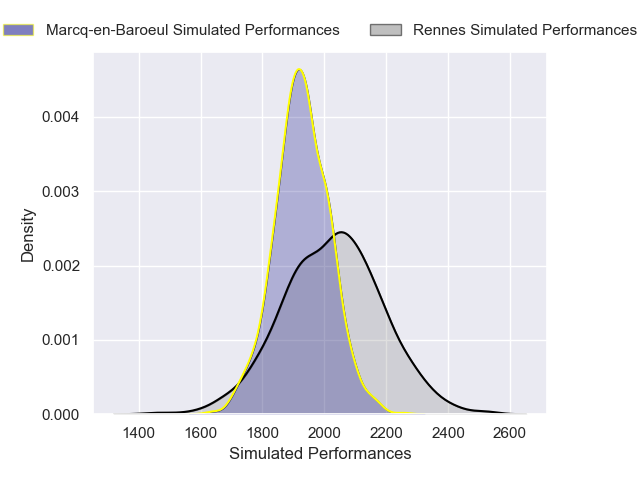 Marcq-en-Baroeul Simulated Performances
Rennes Simulated Performances
0.004
0.003
0.002
0.001
0.000
Density
1400 1600 1800 2000 2200 2400 2600
Simulated Performances